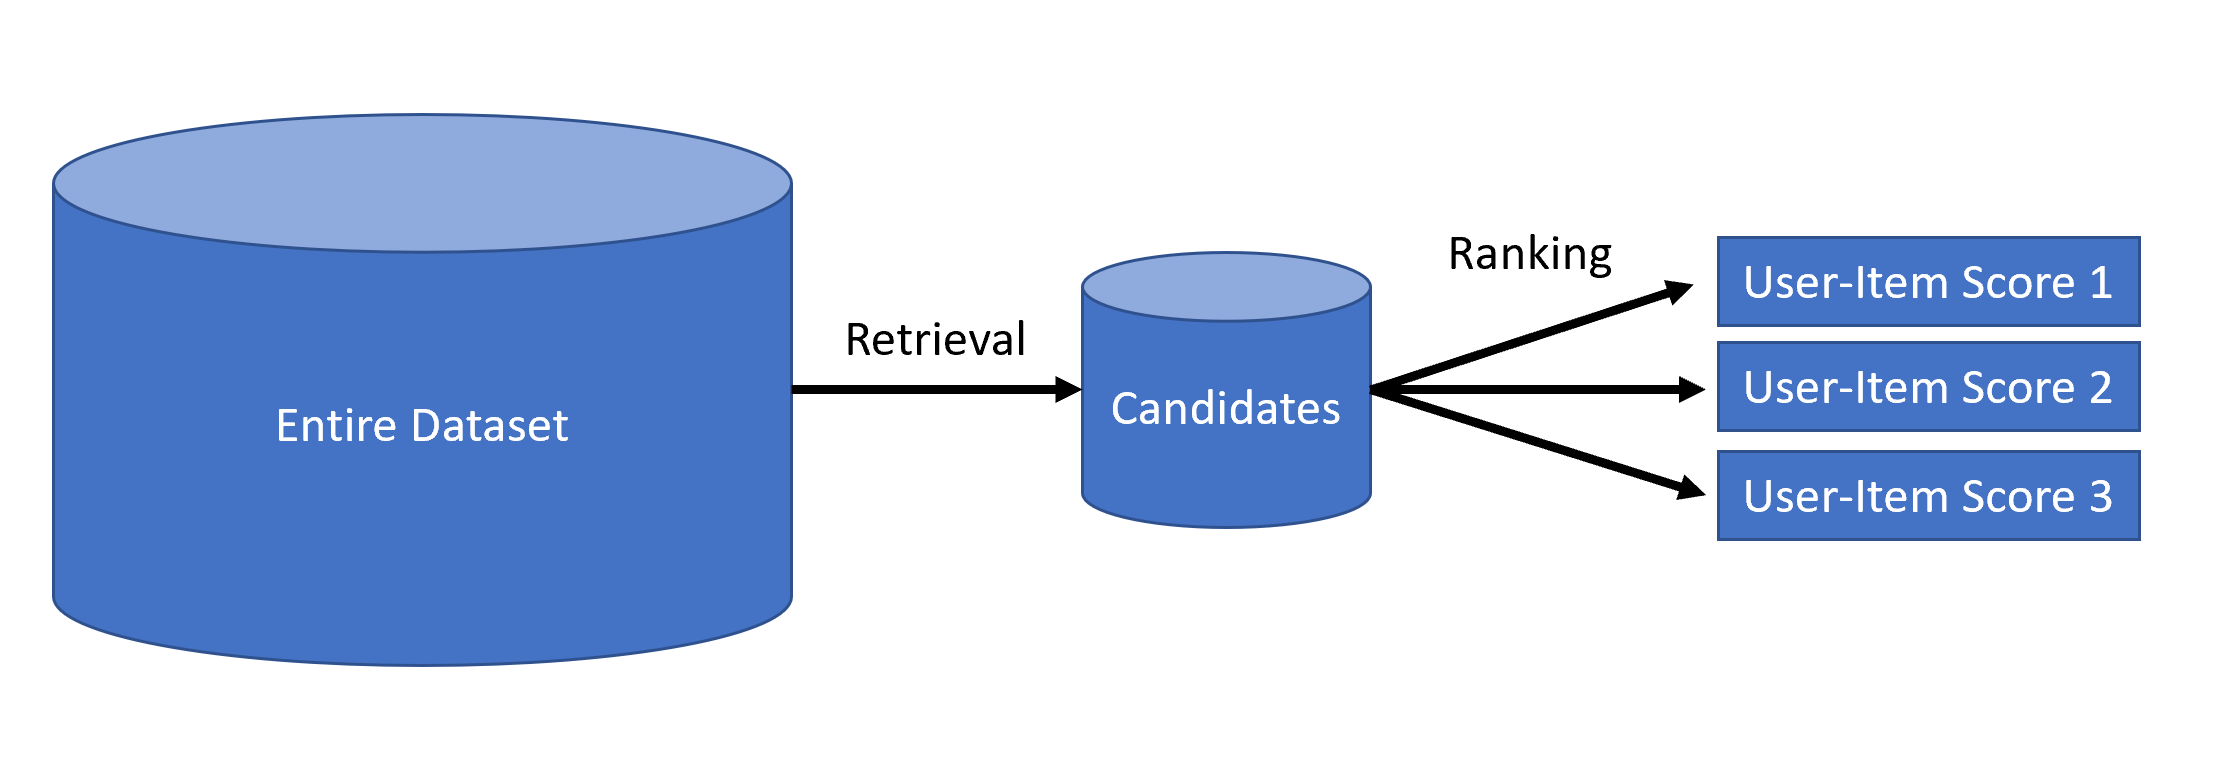 Entire Dataset
Retrieval
Candidates
Ranking
User-Item Score 1
User-Item Score 2
User-Item Score 3